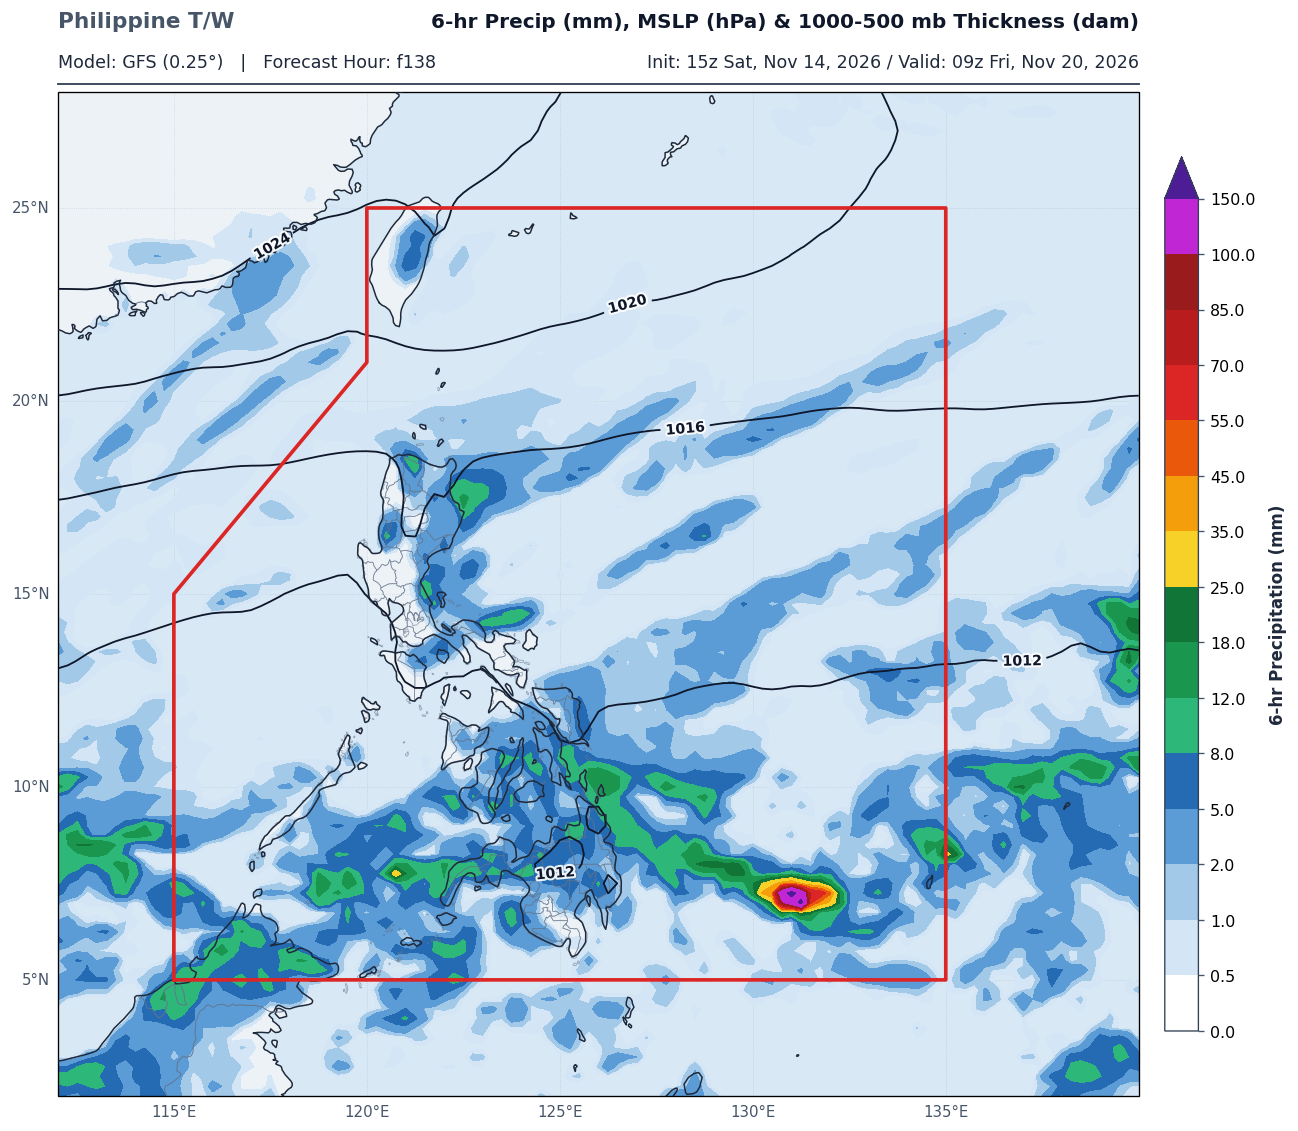 Philippine T/W
6-hr Precip (mm), MSLP (hPa) & 1000-500 mb Thickness (dam)
Model: GFS (0.25°) | Forecast Hour: f138
Init: 15z Sat, Nov 14, 2026 / Valid: 09z Fri, Nov 20, 2026
25°N
20°N
15°N
10°N
5°N
115°E
120°E
125°E
130°E
135°E
1024
1020
1016
1012
1012
150.0
100.0
85.0
70.0
55.0
45.0
35.0
25.0
18.0
12.0
8.0
5.0
2.0
1.0
0.5
0.0
6-hr Precipitation (mm)